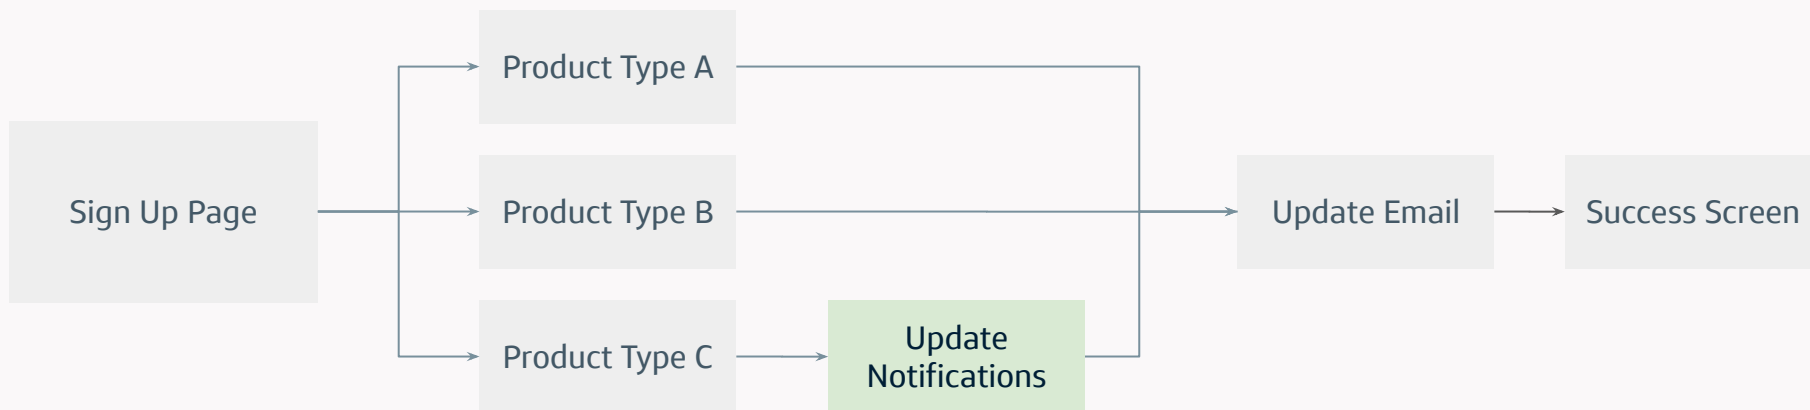 Product Type A
Sign Up Page
Product Type B
Update Email
Success Screen
Product Type C
Update
Notifications